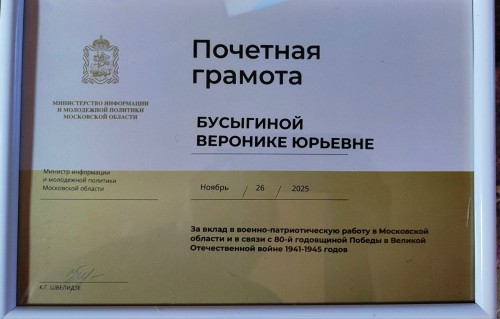 Почетная
грамота
МИНИСТЕРСТВО ИНФОРМАЦИИ
И МОЛОДЕЖНОЙ ПОЛИТИКИ
МОСКОВСКОЙ ОБЛАСТИ
БУСЫГИНОЙ
ВЕРОНИКЕ ЮРЬЕВНЕ
Министр информации
и молодежной политики
Московской области
Ноябрь / 26 / 2025
За вклад в военно-патриотическую работу в Московской
области и в связи с 80-й годовщиной Победы в Великой
Отечественной войне 1941-1945 годов
К.Г. ШВЕЛИДЗЕ